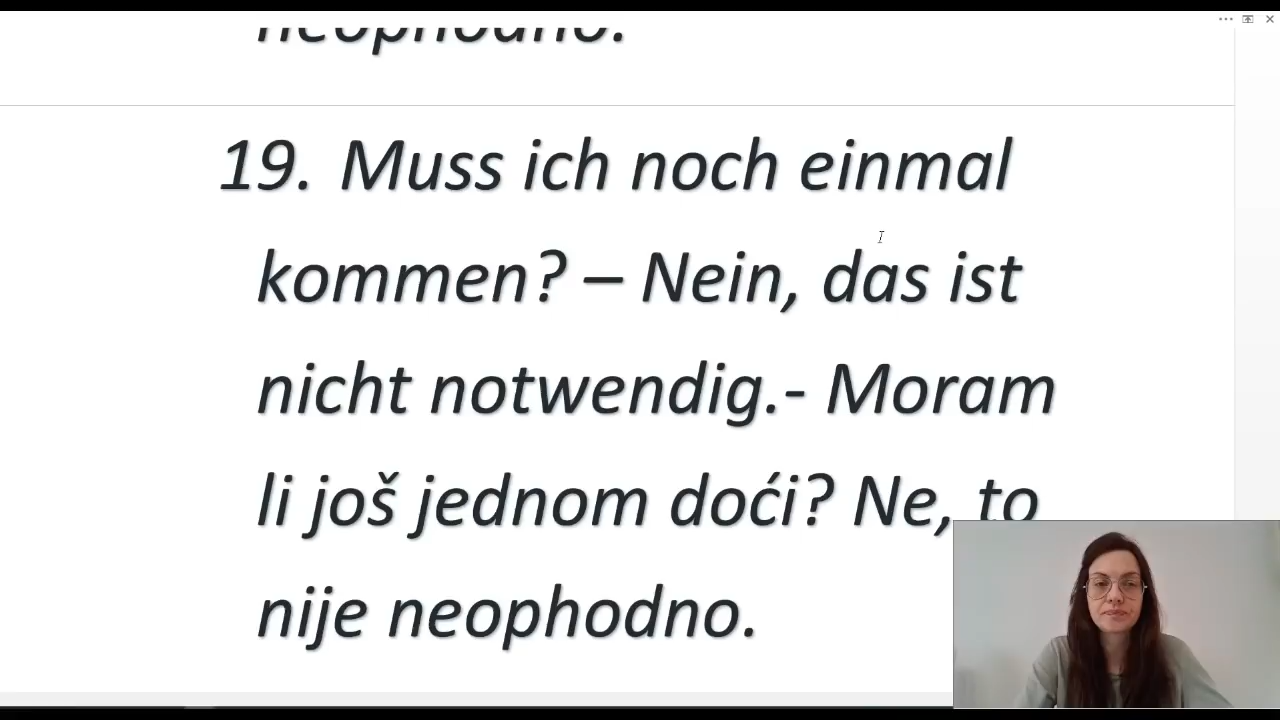 neophodno.
19. Muss ich noch einmal
kommen? – Nein, das ist
nicht notwendig.- Moram
li još jednom doći? Ne, to
nije neophodno.